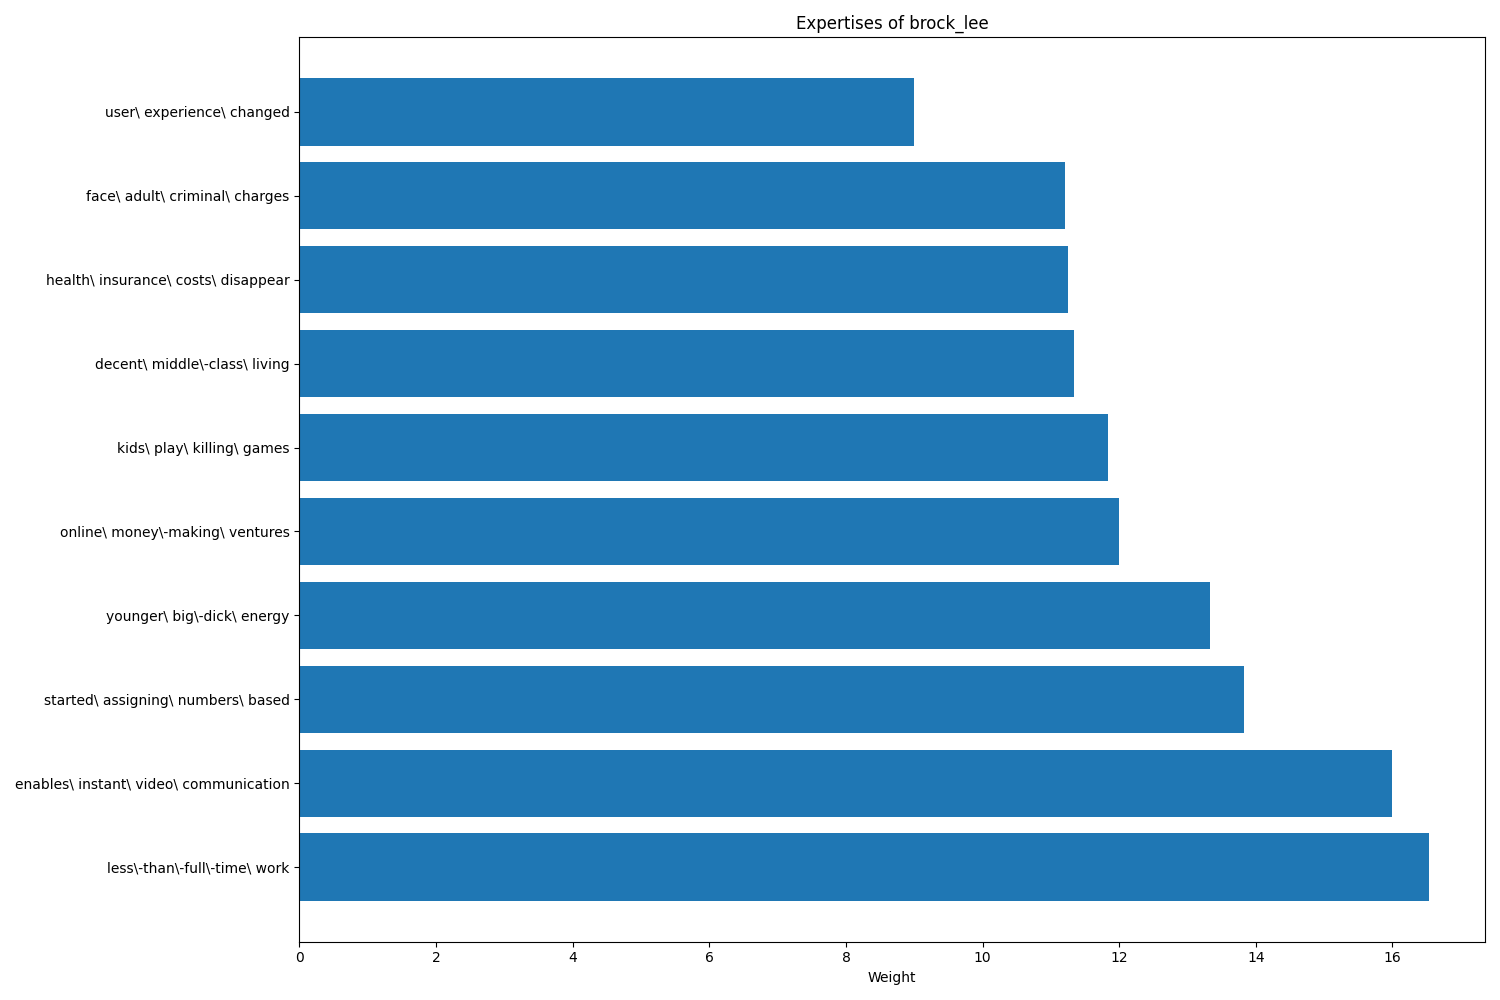 Expertises of brock_lee
user\ experience\ changed
face\ adult\ criminal\ charges
health\ insurance\ costs\ disappear
decent\ middle\-class\ living
kids\ play\ killing\ games
online\ money\-making\ ventures
younger\ big\-dick\ energy
started\ assigning\ numbers\ based
enables\ instant\ video\ communication
less\-than\-full\-time\ work
0 2 4 6 8 10 12 14 16
Weight